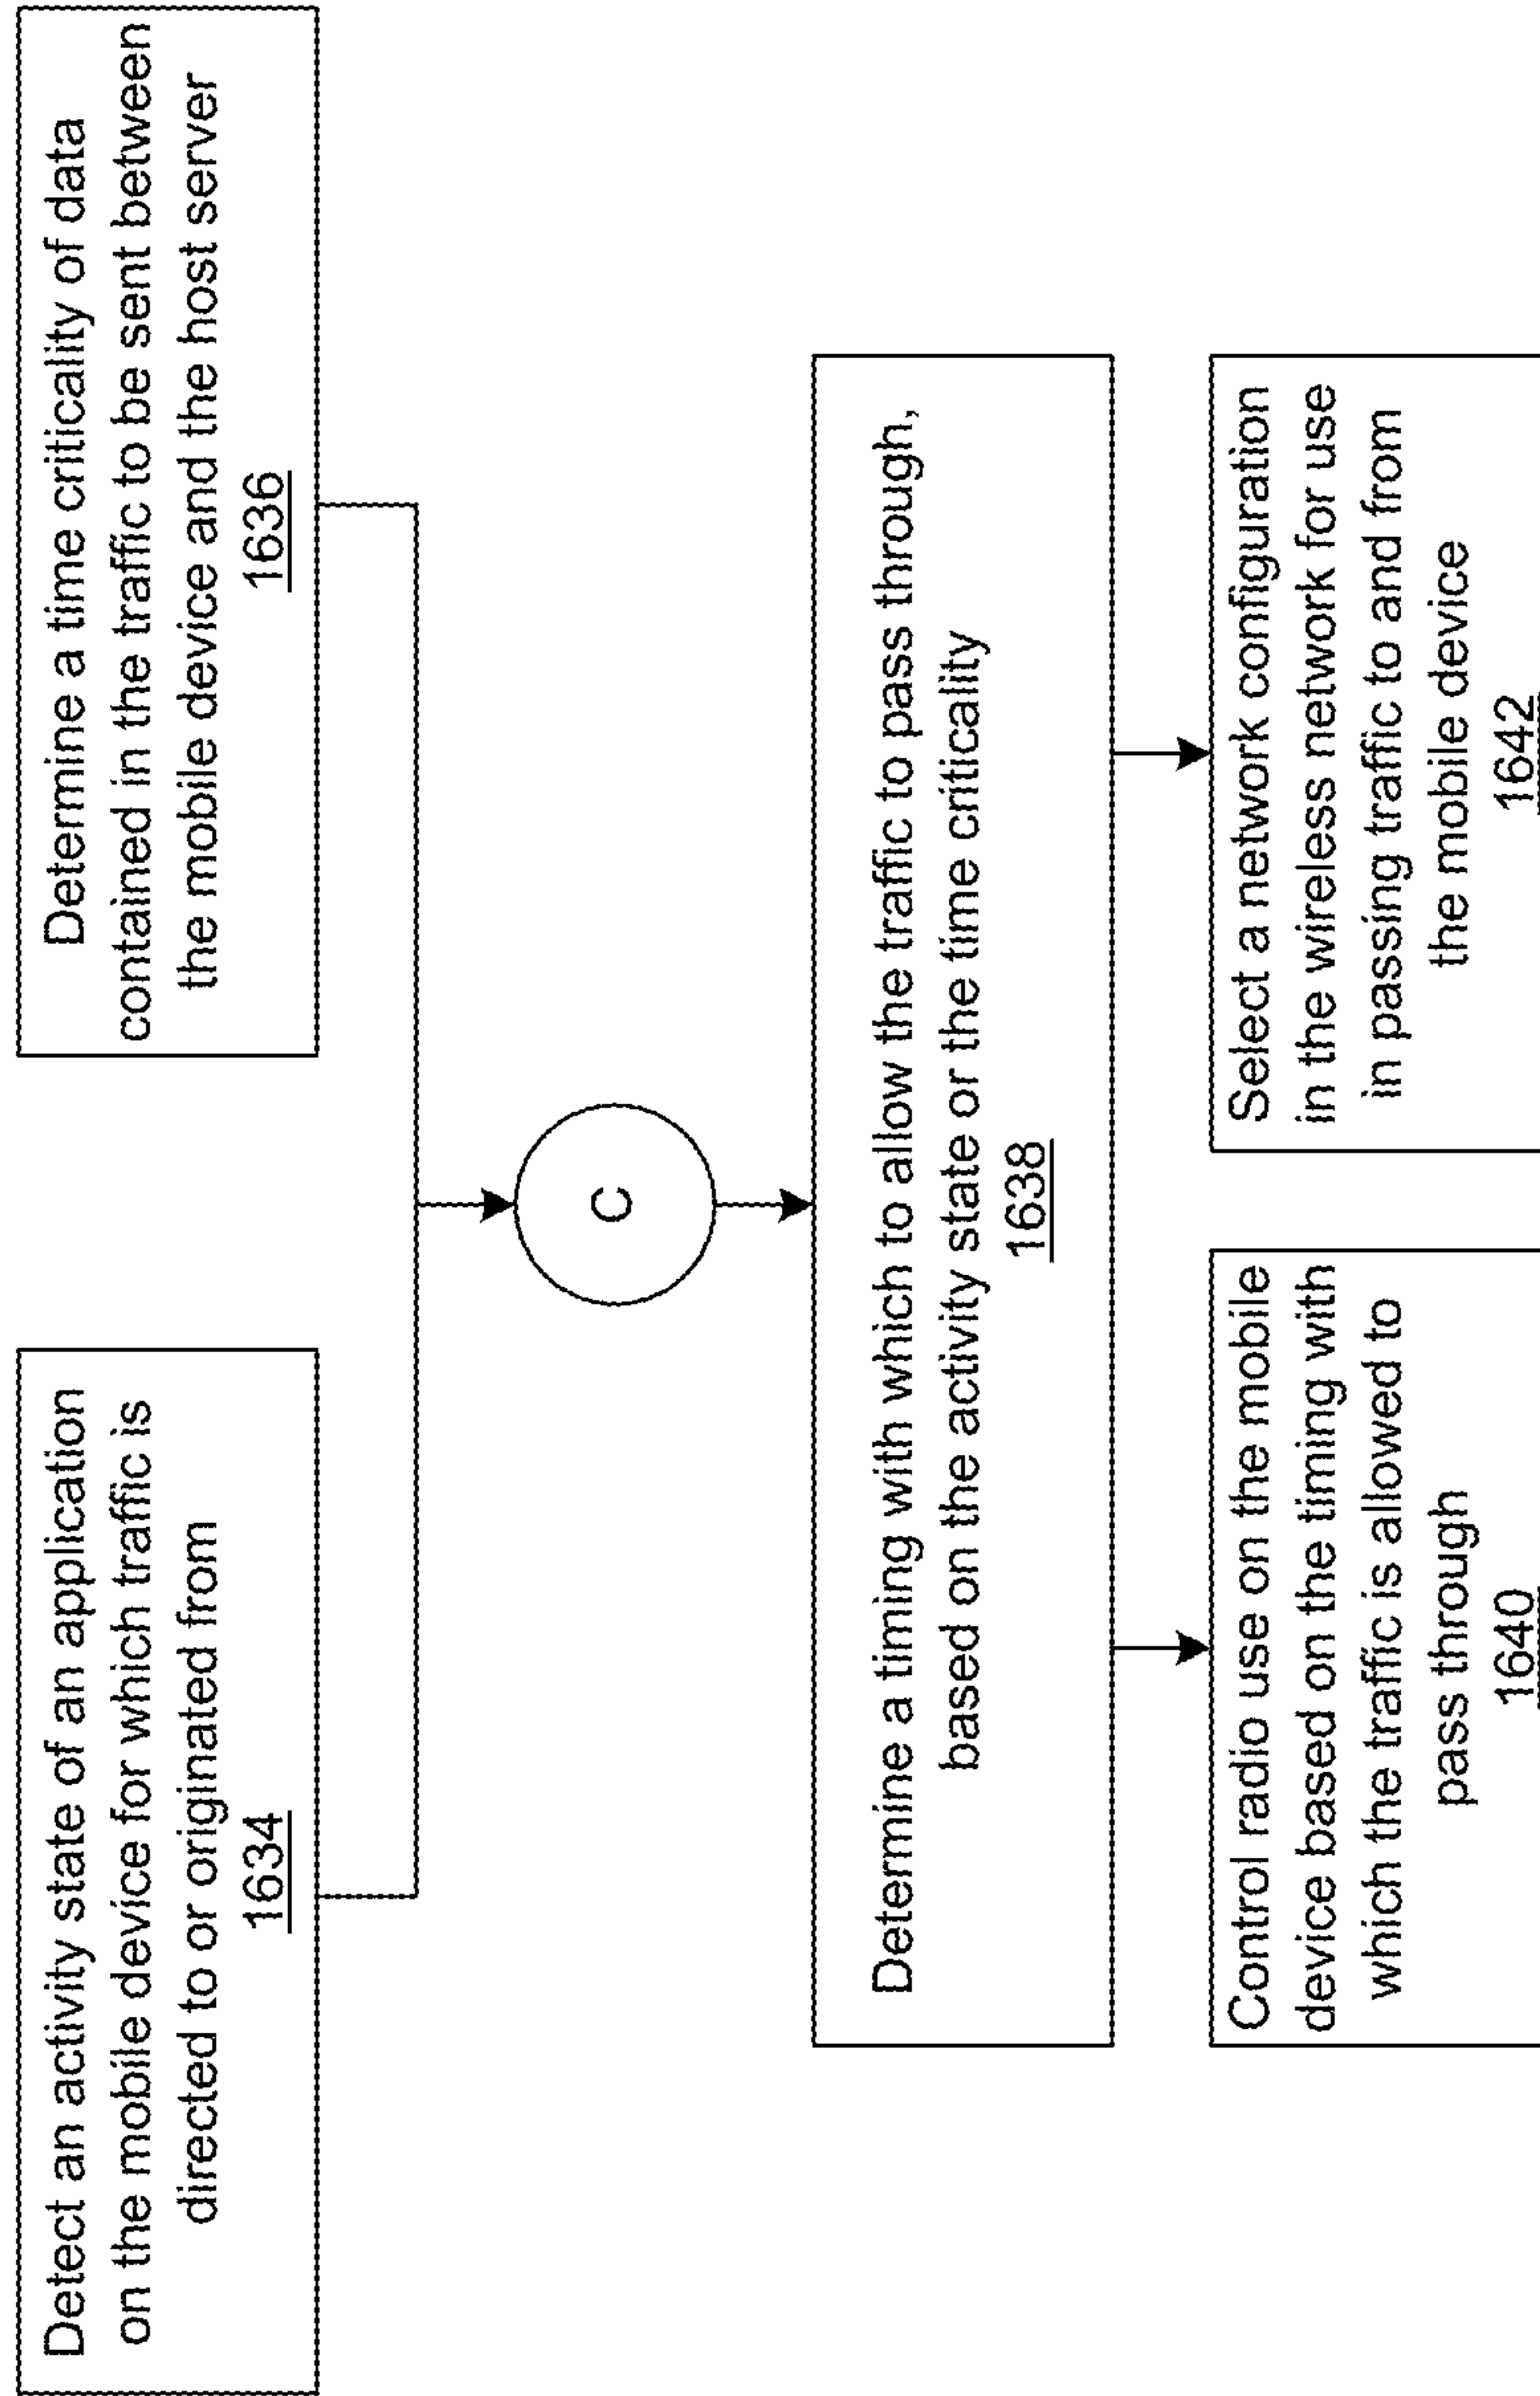 Detect an activity state of an application
on the mobile device for which traffic is
directed to or originated from
1634
Determine a time criticality of data
contained in the traffic to be sent between
the mobile device and the host server
1636
C
Determine a timing with which to allow the traffic to pass through,
based on the activity state or the time criticality
1638
Control radio use on the mobile
device based on the timing with
which the traffic is allowed to
pass through
1640
Select a network configuration
in the wireless network for use
in passing traffic to and from
the mobile device
1642